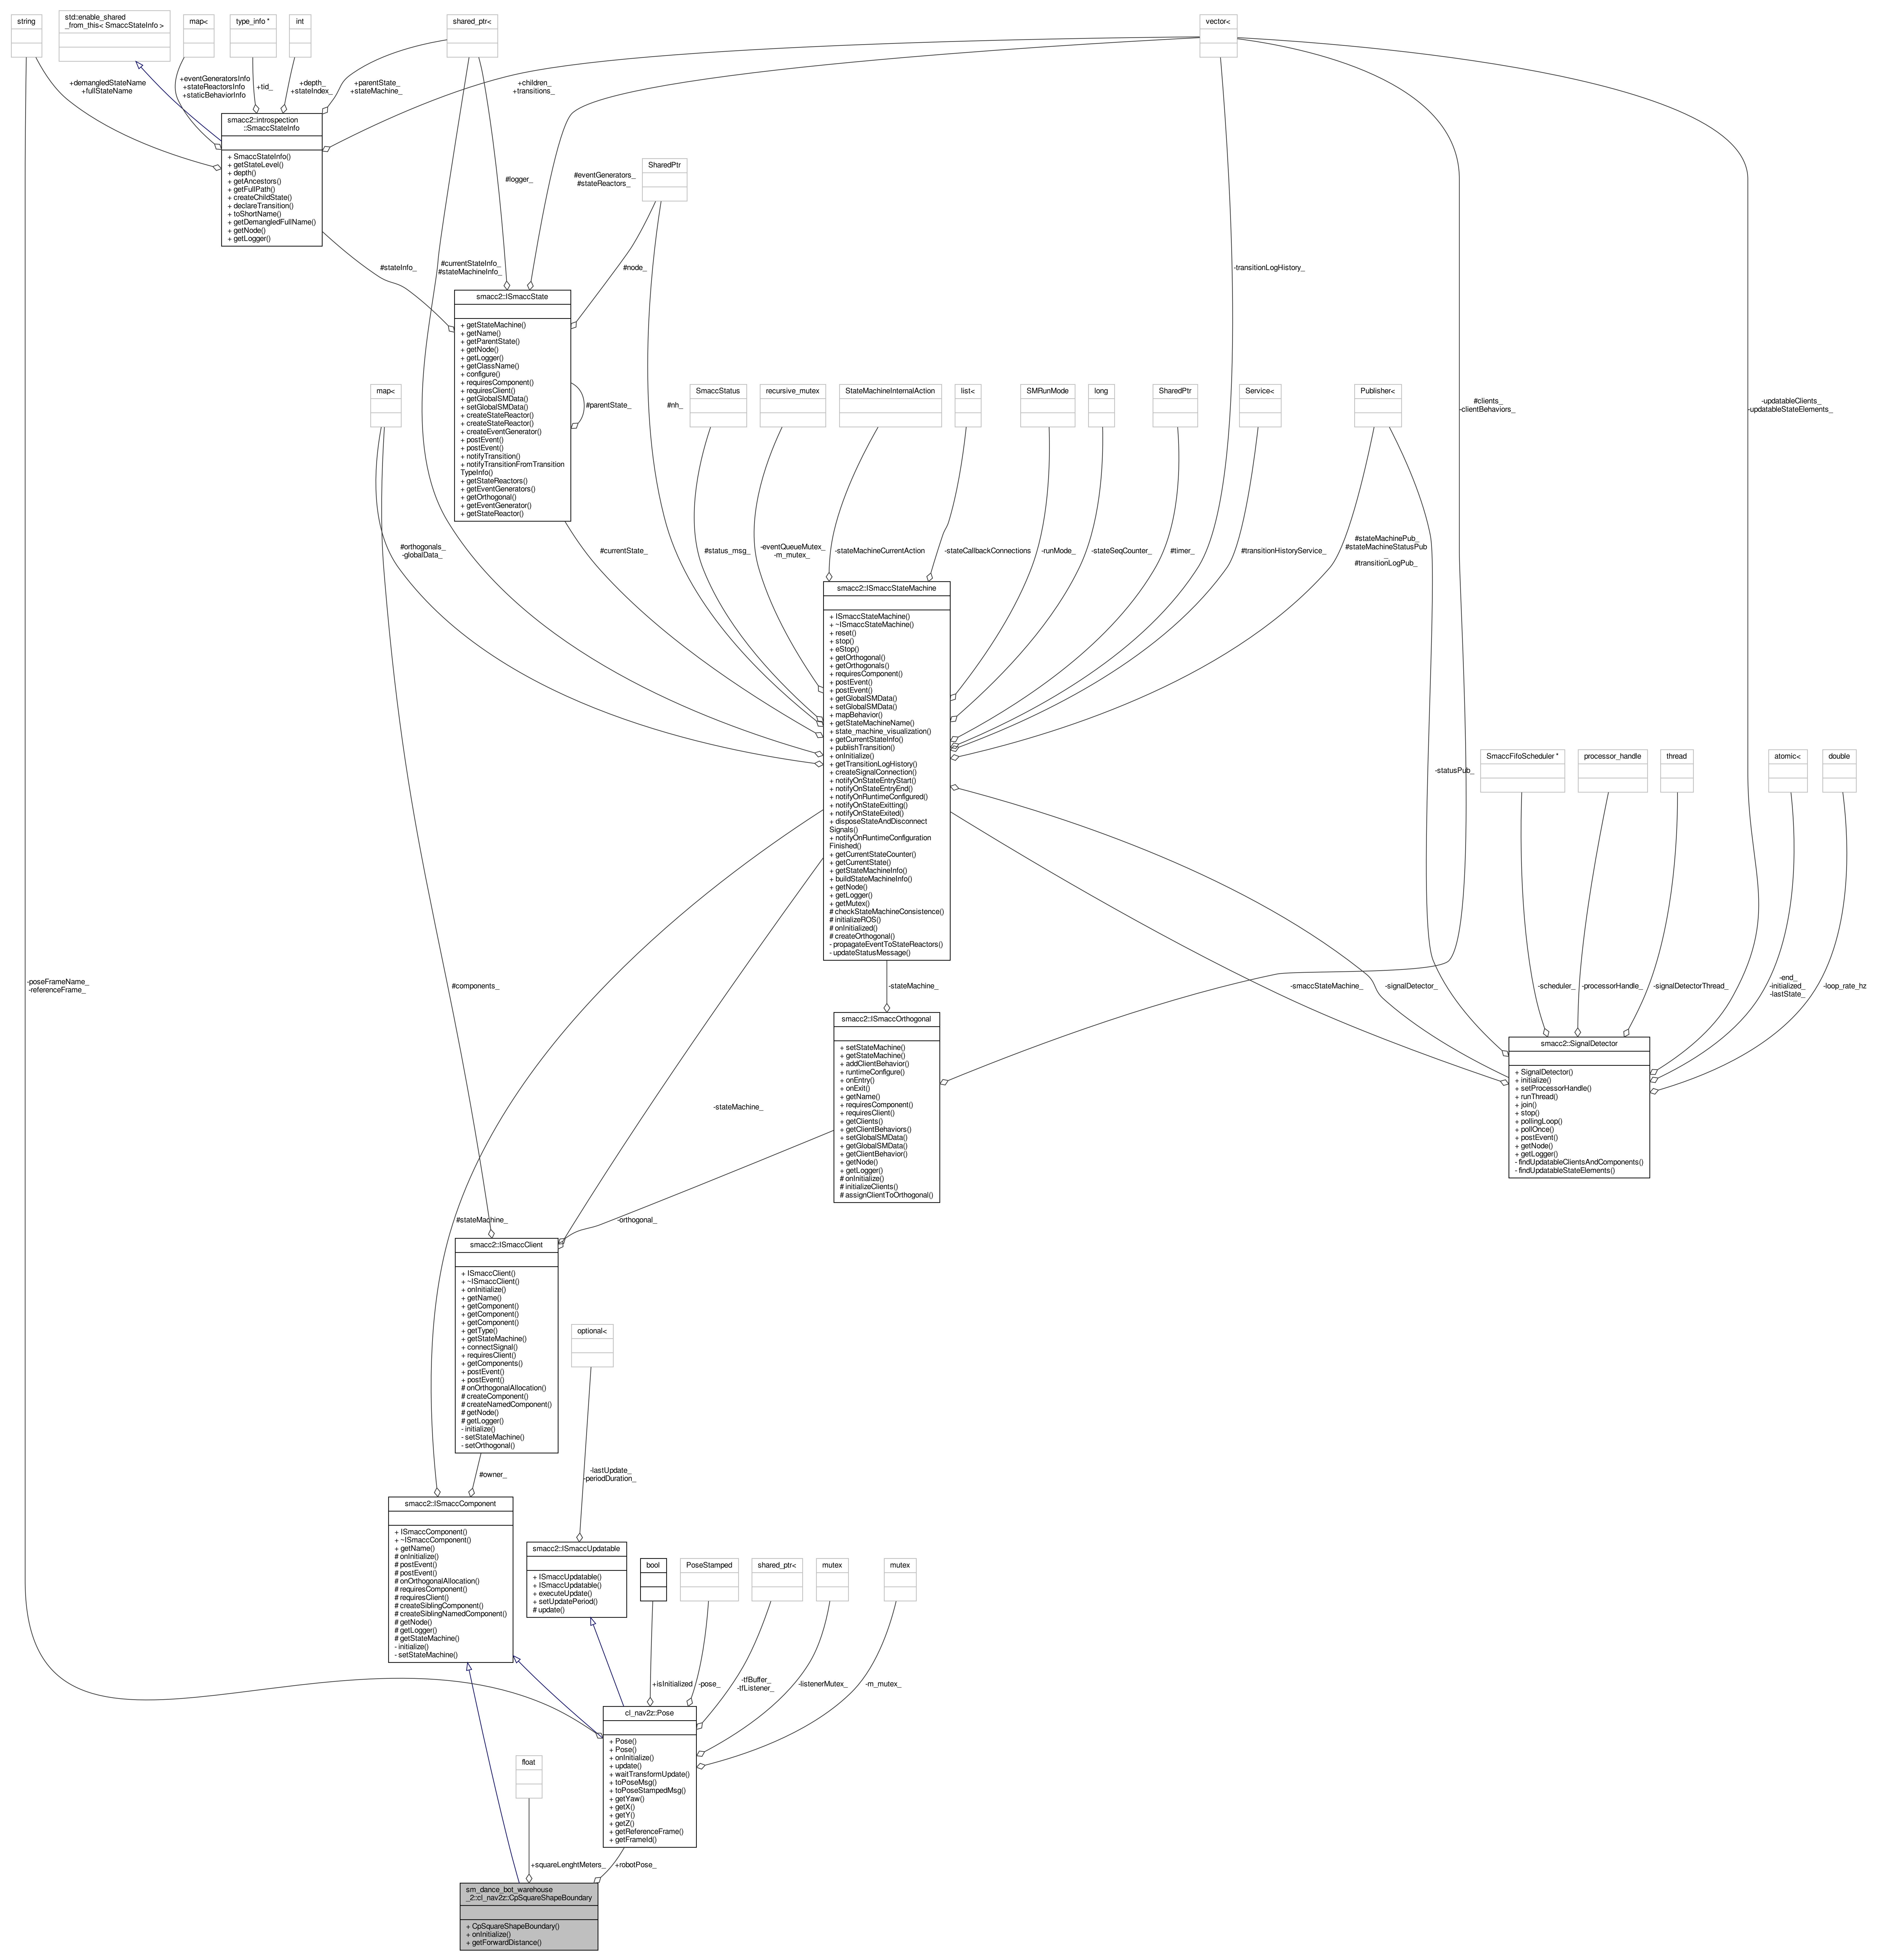 string
std::enable_shared
_from_this< SmaccStateInfo >
map<
type_info *
int
shared_ptr<
vector<
+demangledStateName
+fullStateName
+eventGeneratorsInfo
+stateReactorsInfo
+staticBehaviorInfo
+tid_
+depth_
+stateIndex_
+parentState_
+stateMachine_
+children_
+transitions_
smacc2::introspection
::SmaccStateInfo
+ SmaccStateInfo()
+ getStateLevel()
+ depth()
+ getAncestors()
+ getFullPath()
+ createChildState()
+ declareTransition()
+ toShortName()
+ getDemangledFullName()
+ getNode()
+ getLogger()
SharedPtr
#logger_
#eventGenerators_
#stateReactors_
#stateInfo_
#currentStateInfo_
#stateMachineInfo_
#node_
-transitionLogHistory_
smacc2::ISmaccState
+ getStateMachine()
+ getName()
+ getParentState()
+ getNode()
+ getLogger()
+ getClassName()
+ configure()
+ requiresComponent()
+ requiresClient()
+ getGlobalSMData()
+ setGlobalSMData()
+ createStateReactor()
+ createStateReactor()
+ createEventGenerator()
+ postEvent()
+ postEvent()
+ notifyTransition()
+ notifyTransitionFromTransition
TypeInfo()
+ getStateReactors()
+ getEventGenerators()
+ getOrthogonal()
+ getEventGenerator()
+ getStateReactor()
#parentState_
map<
#nh_
SmaccStatus
recursive_mutex
StateMachineInternalAction
list<
SMRunMode
long
SharedPtr
Service<
Publisher<
#clients_
-clientBehaviors_
-updatableClients_
-updatableStateElements_
#orthogonals_
-globalData_
#currentState_
#status_msg_
-eventQueueMutex_
-m_mutex_
-stateMachineCurrentAction
-stateCallbackConnections
-runMode_
-stateSeqCounter_
#timer_
#transitionHistoryService_
#stateMachinePub_
#stateMachineStatusPub
_
#transitionLogPub_
smacc2::ISmaccStateMachine
+ ISmaccStateMachine()
+ ~ISmaccStateMachine()
+ reset()
+ stop()
+ eStop()
+ getOrthogonal()
+ getOrthogonals()
+ requiresComponent()
+ postEvent()
+ postEvent()
+ getGlobalSMData()
+ setGlobalSMData()
+ mapBehavior()
+ getStateMachineName()
+ state_machine_visualization()
+ getCurrentStateInfo()
+ publishTransition()
+ onInitialize()
+ getTransitionLogHistory()
+ createSignalConnection()
+ notifyOnStateEntryStart()
+ notifyOnStateEntryEnd()
+ notifyOnRuntimeConfigured()
+ notifyOnStateExitting()
+ notifyOnStateExited()
+ disposeStateAndDisconnect
Signals()
+ notifyOnRuntimeConfiguration
Finished()
+ getCurrentStateCounter()
+ getCurrentState()
+ getStateMachineInfo()
+ buildStateMachineInfo()
+ getNode()
+ getLogger()
+ getMutex()
# checkStateMachineConsistence()
# initializeROS()
# onInitialized()
# createOrthogonal()
- propagateEventToStateReactors()
- updateStatusMessage()
-statusPub_
SmaccFifoScheduler *
processor_handle
thread
atomic<
double
-poseFrameName_
-referenceFrame_
#components_
-stateMachine_
-smaccStateMachine_
-signalDetector_
-scheduler_
-processorHandle_
-signalDetectorThread_
-end_
-initialized_
-lastState_
-loop_rate_hz
smacc2::ISmaccOrthogonal
+ setStateMachine()
+ getStateMachine()
+ addClientBehavior()
+ runtimeConfigure()
+ onEntry()
+ onExit()
+ getName()
+ requiresComponent()
+ requiresClient()
+ getClients()
+ getClientBehaviors()
+ setGlobalSMData()
+ getGlobalSMData()
+ getClientBehavior()
+ getNode()
+ getLogger()
# onInitialize()
# initializeClients()
# assignClientToOrthogonal()
smacc2::SignalDetector
+ SignalDetector()
+ initialize()
+ setProcessorHandle()
+ runThread()
+ join()
+ stop()
+ pollingLoop()
+ pollOnce()
+ postEvent()
+ getNode()
+ getLogger()
- findUpdatableClientsAndComponents()
- findUpdatableStateElements()
-stateMachine_
#stateMachine_
-orthogonal_
smacc2::ISmaccClient
+ ISmaccClient()
+ ~ISmaccClient()
+ onInitialize()
+ getName()
+ getComponent()
+ getComponent()
+ getComponent()
+ getType()
+ getStateMachine()
+ connectSignal()
+ requiresClient()
+ getComponents()
+ postEvent()
+ postEvent()
# onOrthogonalAllocation()
# createComponent()
# createNamedComponent()
# getNode()
# getLogger()
- initialize()
- setStateMachine()
- setOrthogonal()
optional<
#owner_
-lastUpdate_
-periodDuration_
smacc2::ISmaccComponent
+ ISmaccComponent()
+ ~ISmaccComponent()
+ getName()
# onInitialize()
# postEvent()
# postEvent()
# onOrthogonalAllocation()
# requiresComponent()
# requiresClient()
# createSiblingComponent()
# createSiblingNamedComponent()
# getNode()
# getLogger()
# getStateMachine()
- initialize()
- setStateMachine()
smacc2::ISmaccUpdatable
+ ISmaccUpdatable()
+ ISmaccUpdatable()
+ executeUpdate()
+ setUpdatePeriod()
# update()
bool
PoseStamped
shared_ptr<
mutex
mutex
+isInitialized
-pose_
-tfBuffer_
-tfListener_
-listenerMutex_
-m_mutex_
cl_nav2z::Pose
+ Pose()
+ Pose()
+ onInitialize()
+ update()
+ waitTransformUpdate()
+ toPoseMsg()
+ toPoseStampedMsg()
+ getYaw()
+ getX()
+ getY()
+ getZ()
+ getReferenceFrame()
+ getFrameId()
float
+squareLenghtMeters_
+robotPose_
sm_dance_bot_warehouse
_2::cl_nav2z::CpSquareShapeBoundary
+ CpSquareShapeBoundary()
+ onInitialize()
+ getForwardDistance()